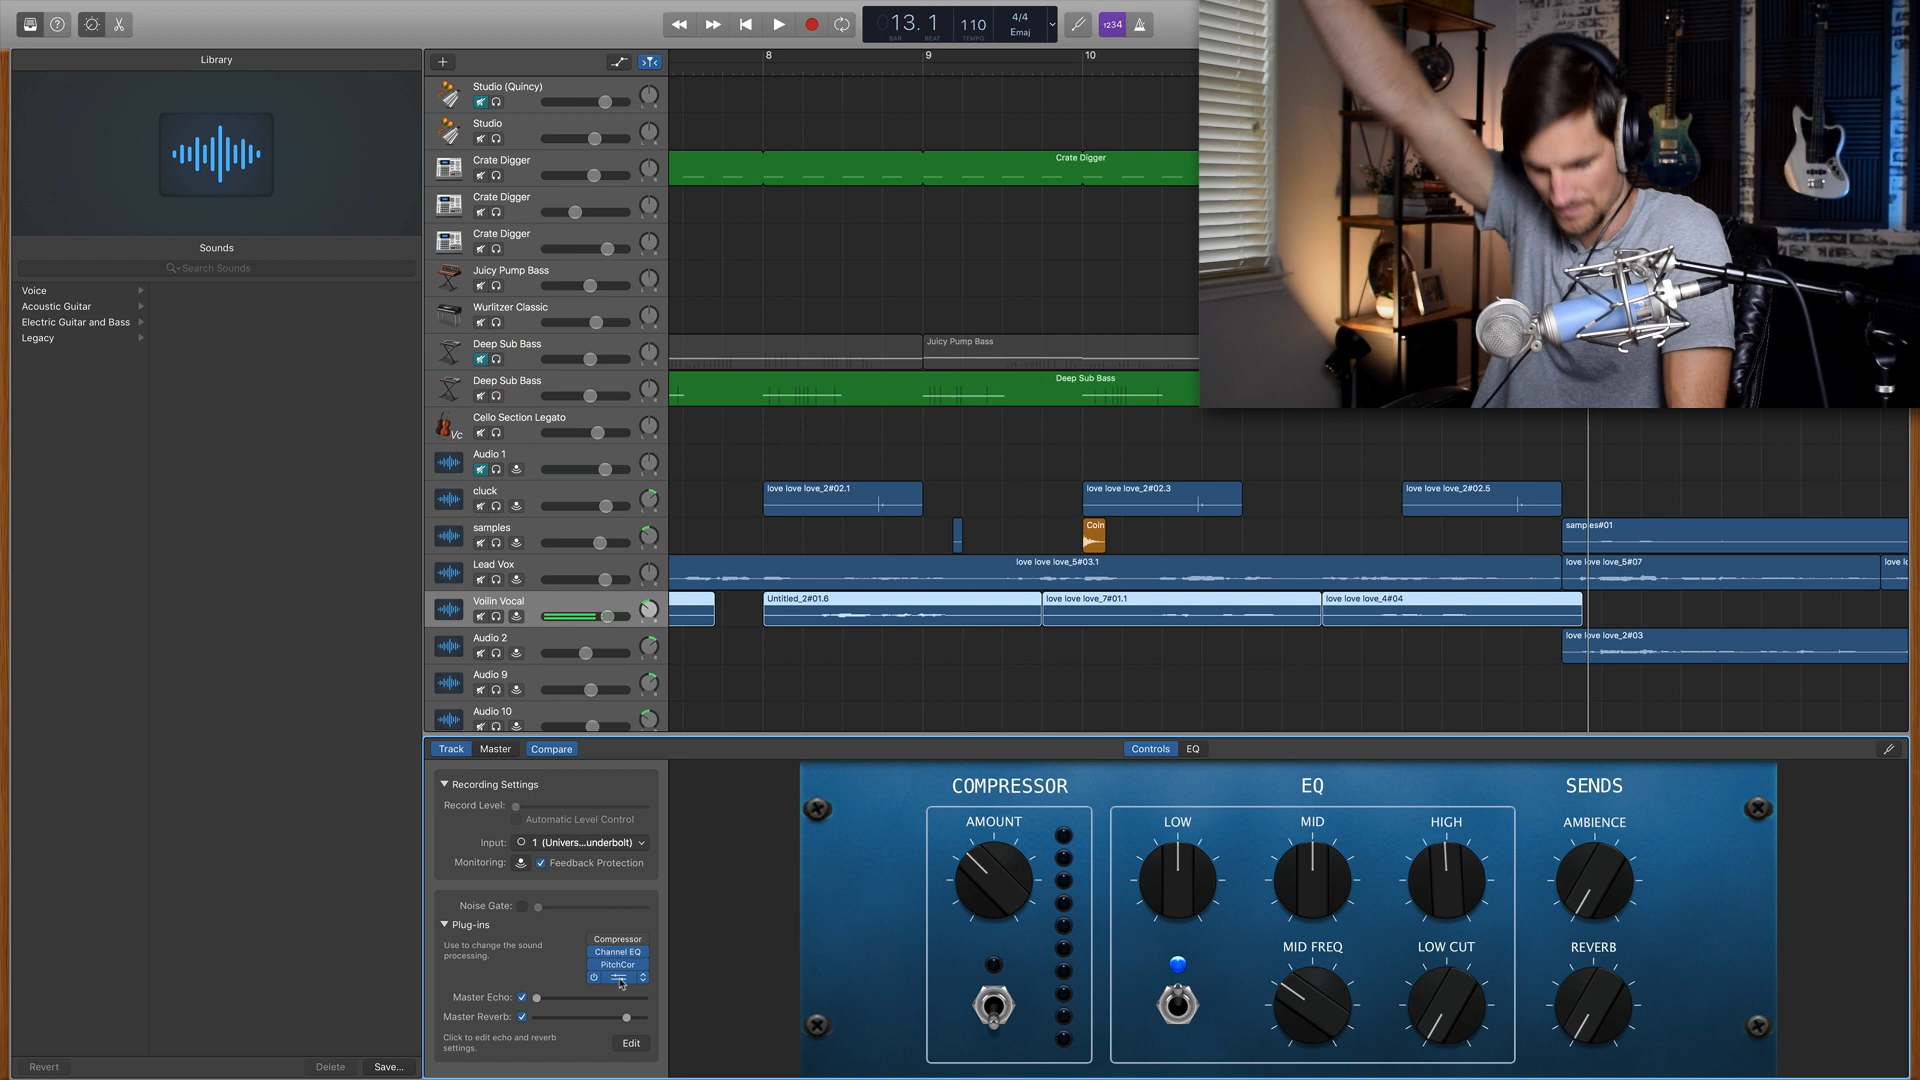 013. 1
BAR BEAT
110
TEMPO
4/4
Emaj
1234
Library
Sounds
Search Sounds
Voice
Acoustic Guitar
Electric Guitar and Bass
Legacy
Revert
Delete
Save...
8
9
10
Studio (Quincy)
Studio
Crate Digger
Crate Digger
Crate Digger
Juicy Pump Bass
Wurlitzer Classic
Deep Sub Bass
Deep Sub Bass
Cello Section Legato
Vc
Audio 1
cluck
samples
Lead Vox
Voilin Vocal
Audio 2
Audio 9
Audio 10
Crate Digger
Juicy Pump Bass
Deep Sub Bass
love love love_2#02.1
love love love_2#02.3
love love love_2#02.5
Coin
samples#01
love love love_5#03.1
love love love_5#07
love lo
Untitled_2#01.6
love love love_7#01.1
love love love_4#04
love love love_2#03
Track
Master
Compare
Controls
EQ
Recording Settings
Record Level:
Automatic Level Control
Input:
1 (Univers...underbolt)
Monitoring:
Feedback Protection
Noise Gate:
Plug-ins
Use to change the sound
processing.
Compressor
Channel EQ
PitchCor
Master Echo:
Master Reverb:
Click to edit echo and reverb
settings.
Edit
COMPRESSOR
AMOUNT
EQ
LOW
MID
HIGH
MID FREQ
LOW CUT
SENDS
AMBIENCE
REVERB